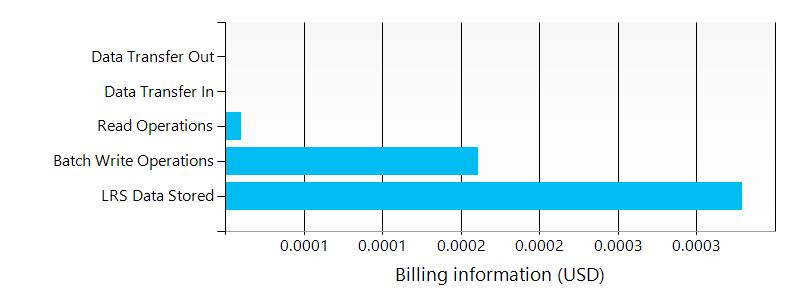 Data Transfer Out
Data Transfer In
Read Operations
Batch Write Operations
LRS Data Stored
0.0001 0.0001 0.0002 0.0002 0.0003 0.0003
Billing information (USD)